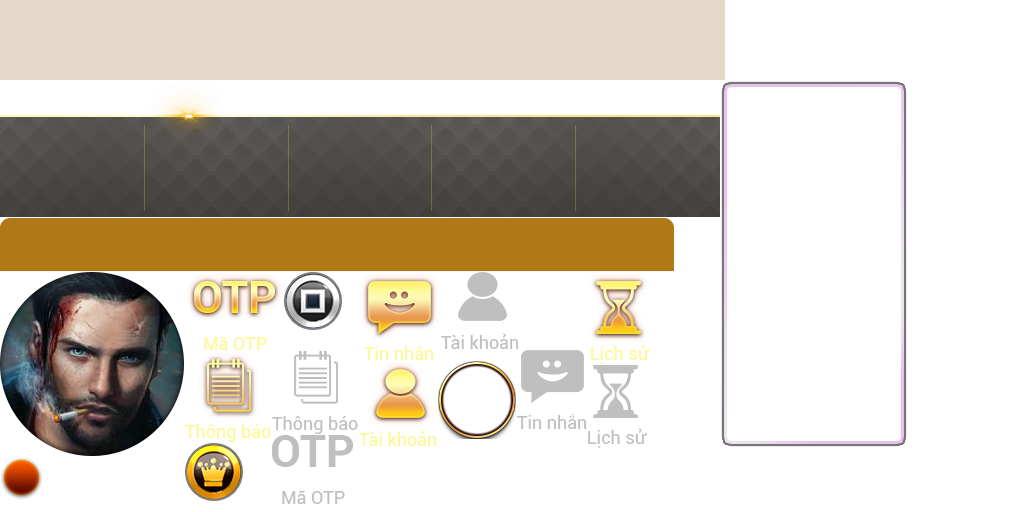 OTP
Mã OTP
Tin nhắn
Tài khoản
Lịch sử
Thông báo
Thông báo
Tài khoản
Tin nhắn
Lịch sử
OTP
Mã OTP